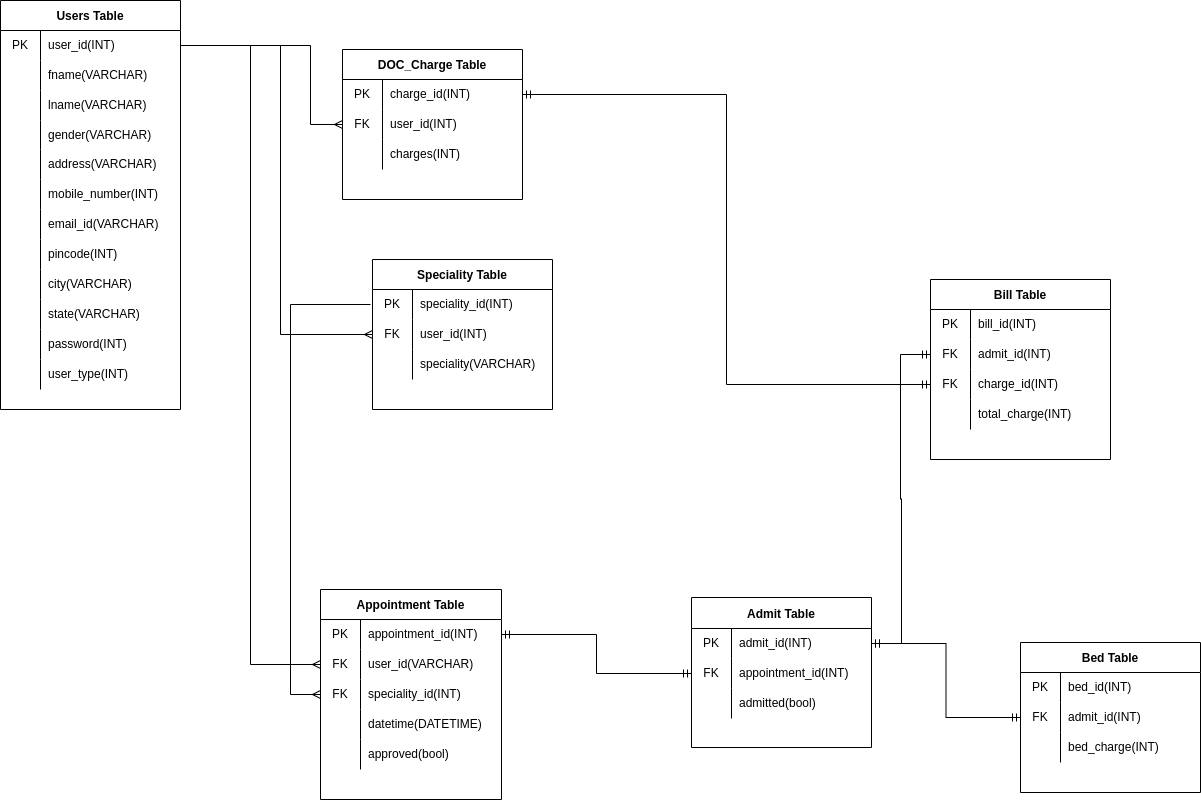 Users Table
PK user_id(INT)
fname(VARCHAR)
lname(VARCHAR)
gender(VARCHAR)
address(VARCHAR)
mobile_number(INT)
email_id(VARCHAR)
pincode(INT)
city(VARCHAR)
state(VARCHAR)
password(INT)
user_type(INT)
DOC_Charge Table
PK charge_id(INT)
FK user_id(INT)
charges(INT)
Speciality Table
PK speciality_id(INT)
FK user_id(INT)
speciality(VARCHAR)
Bill Table
PK bill_id(INT)
FK admit_id(INT)
FK charge_id(INT)
total_charge(INT)
Appointment Table
PK appointment_id(INT)
FK user_id(VARCHAR)
FK speciality_id(INT)
datetime(DATETIME)
approved(bool)
Admit Table
PK admit_id(INT)
FK appointment_id(INT)
admitted(bool)
Bed Table
PK bed_id(INT)
FK admit_id(INT)
bed_charge(INT)